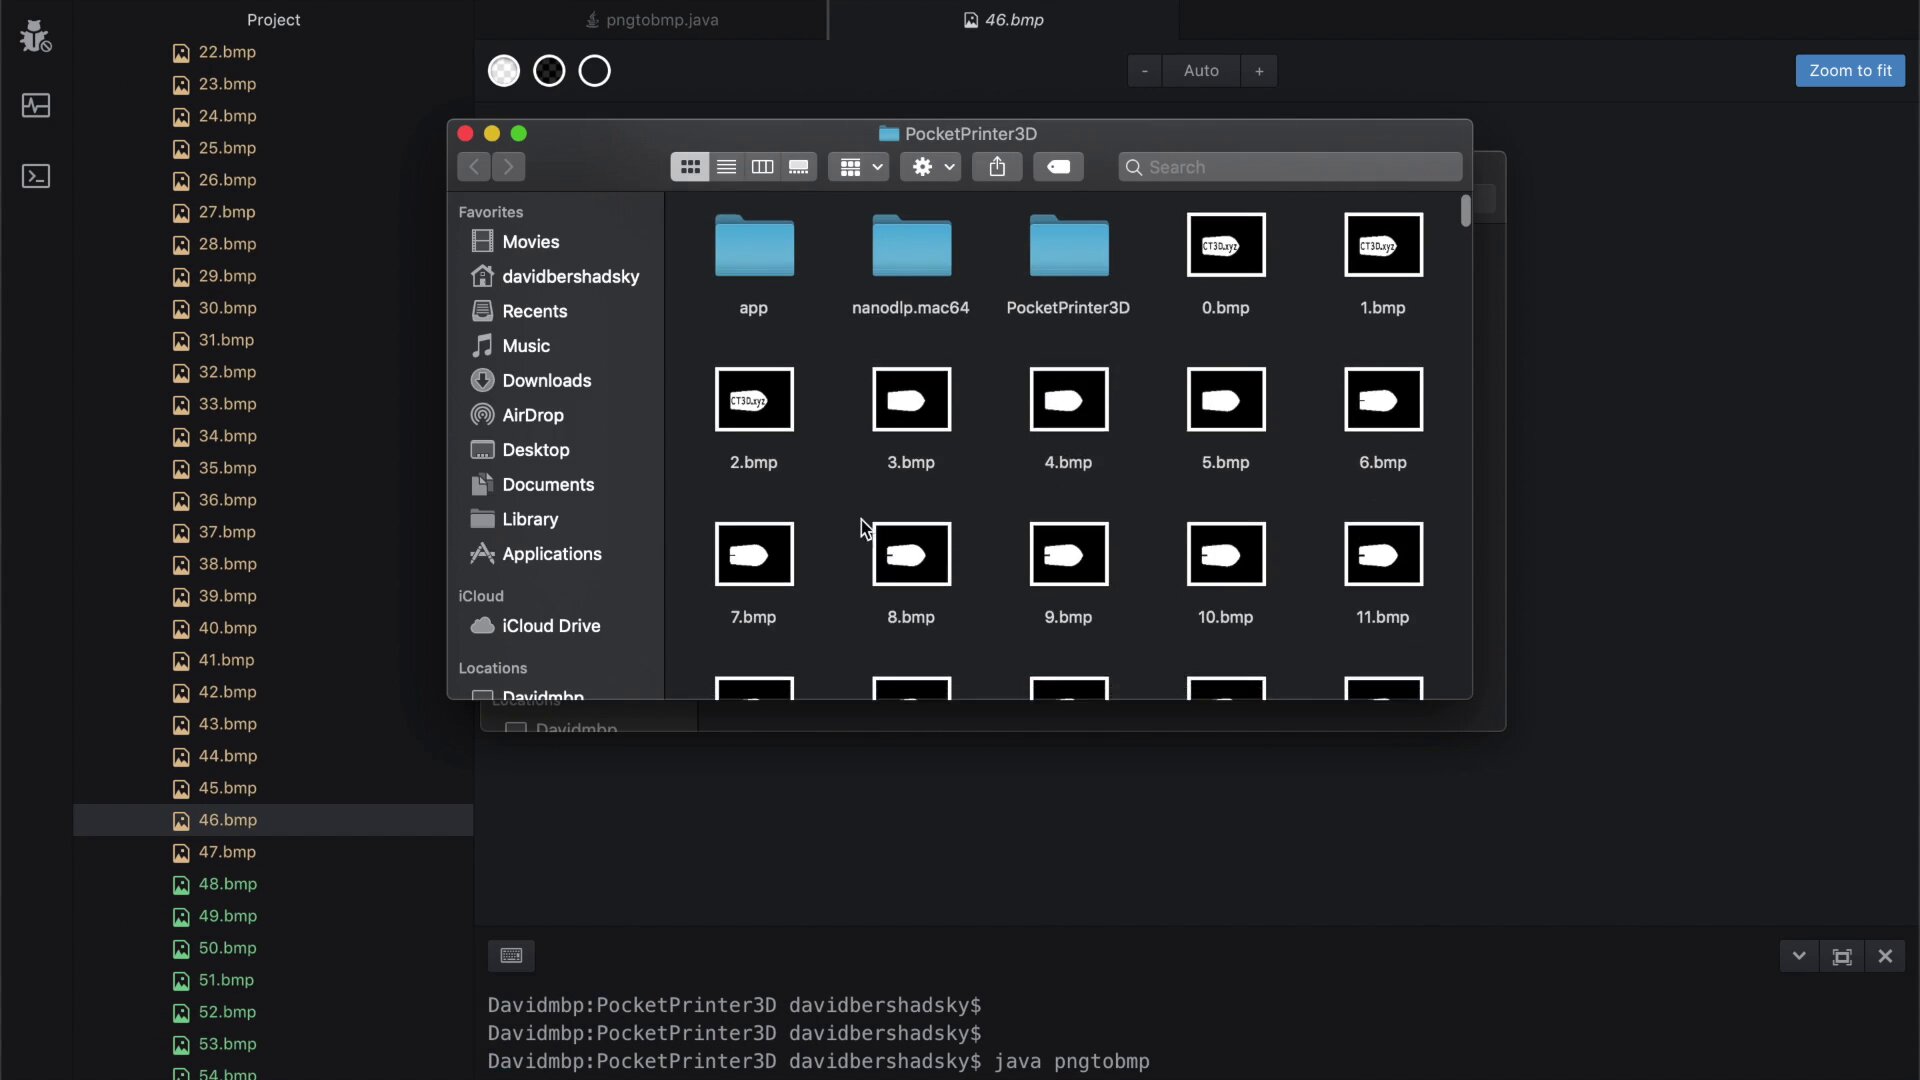 Project
pngtobmp.java
46.bmp
22.bmp
23.bmp
24.bmp
25.bmp
26.bmp
27.bmp
28.bmp
29.bmp
30.bmp
31.bmp
32.bmp
33.bmp
34.bmp
35.bmp
36.bmp
37.bmp
38.bmp
39.bmp
40.bmp
41.bmp
42.bmp
43.bmp
44.bmp
45.bmp
46.bmp
47.bmp
48.bmp
49.bmp
50.bmp
51.bmp
52.bmp
53.bmp
54.bmp
- Auto +
Zoom to fit
PocketPrinter3D
Search
Favorites
Movies
davidbershadsky
Recents
Music
Downloads
AirDrop
Desktop
Documents
Library
Applications
iCloud
iCloud Drive
Locations
Davidmbp
Locations
Davidmbp
CT3D.xyz
CT3D.xyz
app
nanodlp.mac64
PocketPrinter3D
0.bmp
1.bmp
CT3D.xyz
2.bmp
3.bmp
4.bmp
5.bmp
6.bmp
7.bmp
8.bmp
9.bmp
10.bmp
11.bmp
Davidmbp:PocketPrinter3D davidbershadsky$
Davidmbp:PocketPrinter3D davidbershadsky$
Davidmbp:PocketPrinter3D davidbershadsky$ java pngtobmp